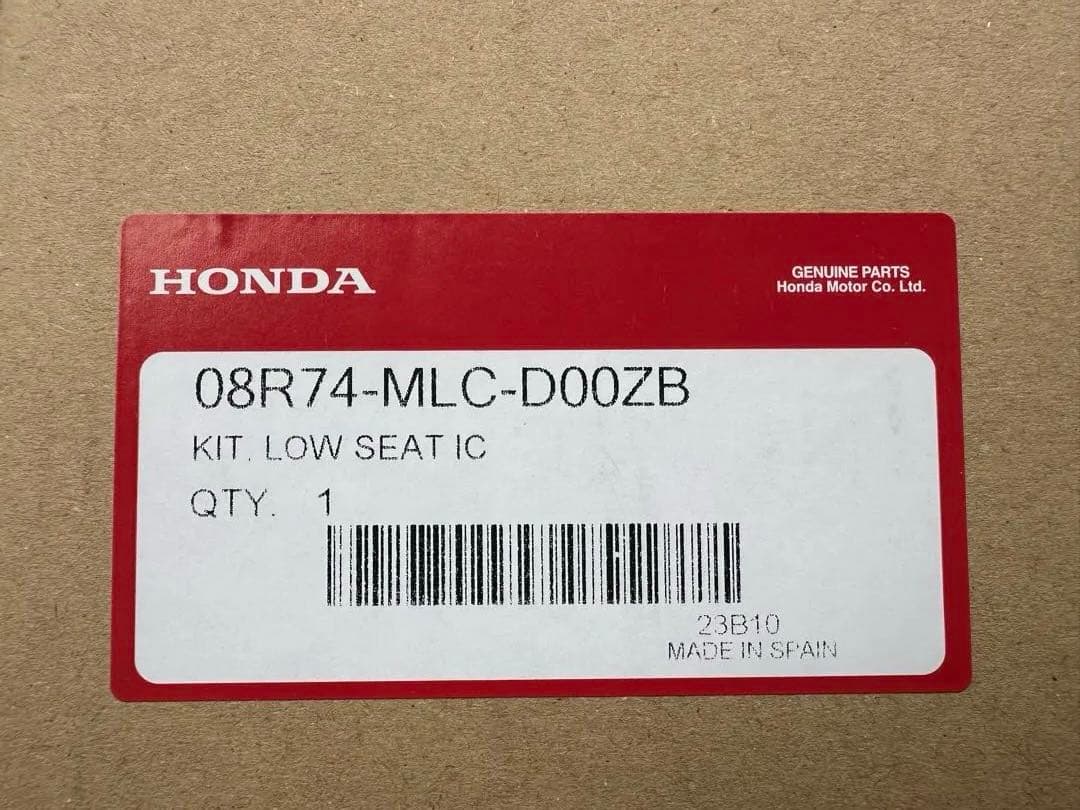 HONDA
GENUINE PARTS
Honda Motor Co. Ltd.
08R74-MLC-D00ZB
KIT, LOW SEAT IC
QTY. 1
23B10
MADE IN SPAIN